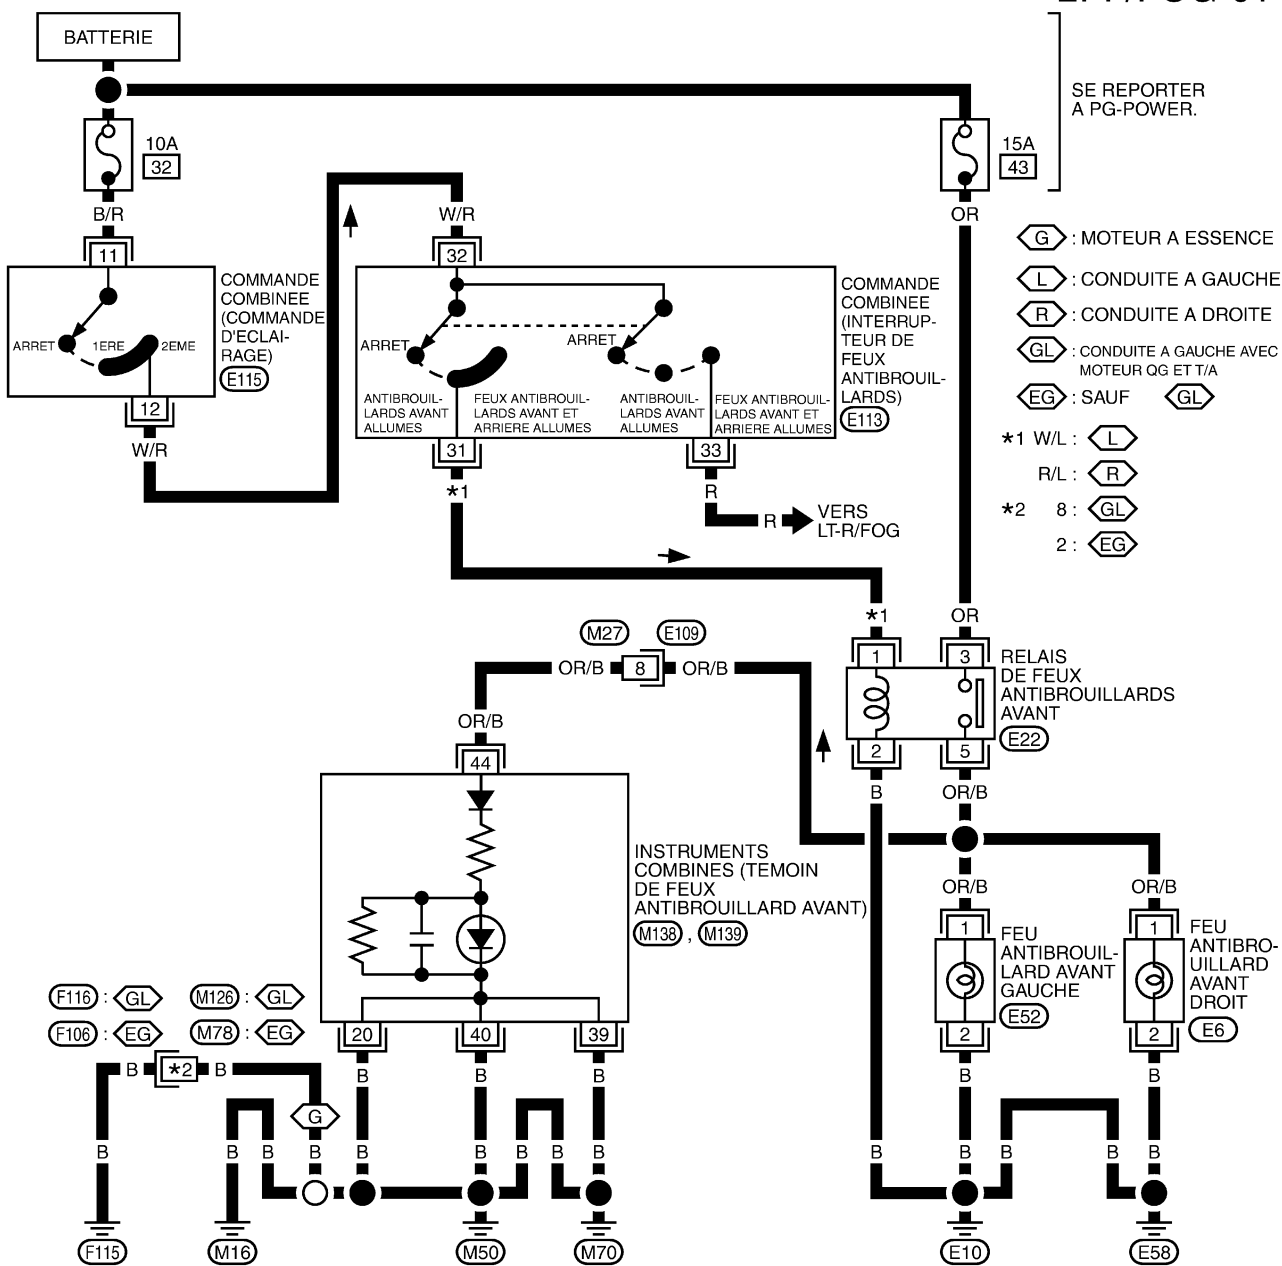 BATTERIE
SE REPORTER
A PG-POWER.
10A
32
15A
43
B/R
W/R
OR
11
32
COMMANDE
COMBINEE
(COMMANDE
D'ECLAI-
RAGE)
E115
ARRET
1ERE
2EME
12
W/R
COMMANDE
COMBINEE
(INTERRUP-
TEUR DE
FEUX
ANTIBROUIL-
LARDS)
E113
ARRET
ARRET
ANTIBROUIL-
LARDS AVANT
ALLUMES
FEUX ANTIBROUIL-
LARDS AVANT ET
ARRIERE ALLUMES
ANTIBROUIL-
LARDS AVANT
ALLUMES
FEUX ANTIBROUIL-
LARDS AVANT ET
ARRIERE ALLUMES
31
33
*1
R
R
VERS
LT-R/FOG
G : MOTEUR A ESSENCE
L : CONDUITE A GAUCHE
R : CONDUITE A DROITE
GL : CONDUITE A GAUCHE AVEC
MOTEUR QG ET T/A
EG : SAUF GL
*1 W/L : L
R/L : R
*2 8 : GL
2 : EG
*1
OR
M27
E109
OR/B
8
OR/B
1
3
RELAIS
DE FEUX
ANTIBROUILLARDS
AVANT
E22
2
5
B
OR/B
OR/B
44
INSTRUMENTS
COMBINES (TEMOIN
DE FEUX
ANTIBROUILLARD AVANT)
M138 , M139
OR/B
OR/B
1
1
FEU
ANTIBROUIL-
LARD AVANT
GAUCHE
E52
FEU
ANTIBRO-
UILLARD
AVANT
DROIT
E6
2
2
F116 : GL
M126 : GL
F106 : EG
M78 : EG
20
40
39
B
*2
B
B
B
B
B
B
G
B
B
B
B
B
B
B
B
B
B
B
B
B
F115
M16
M50
M70
E10
E58